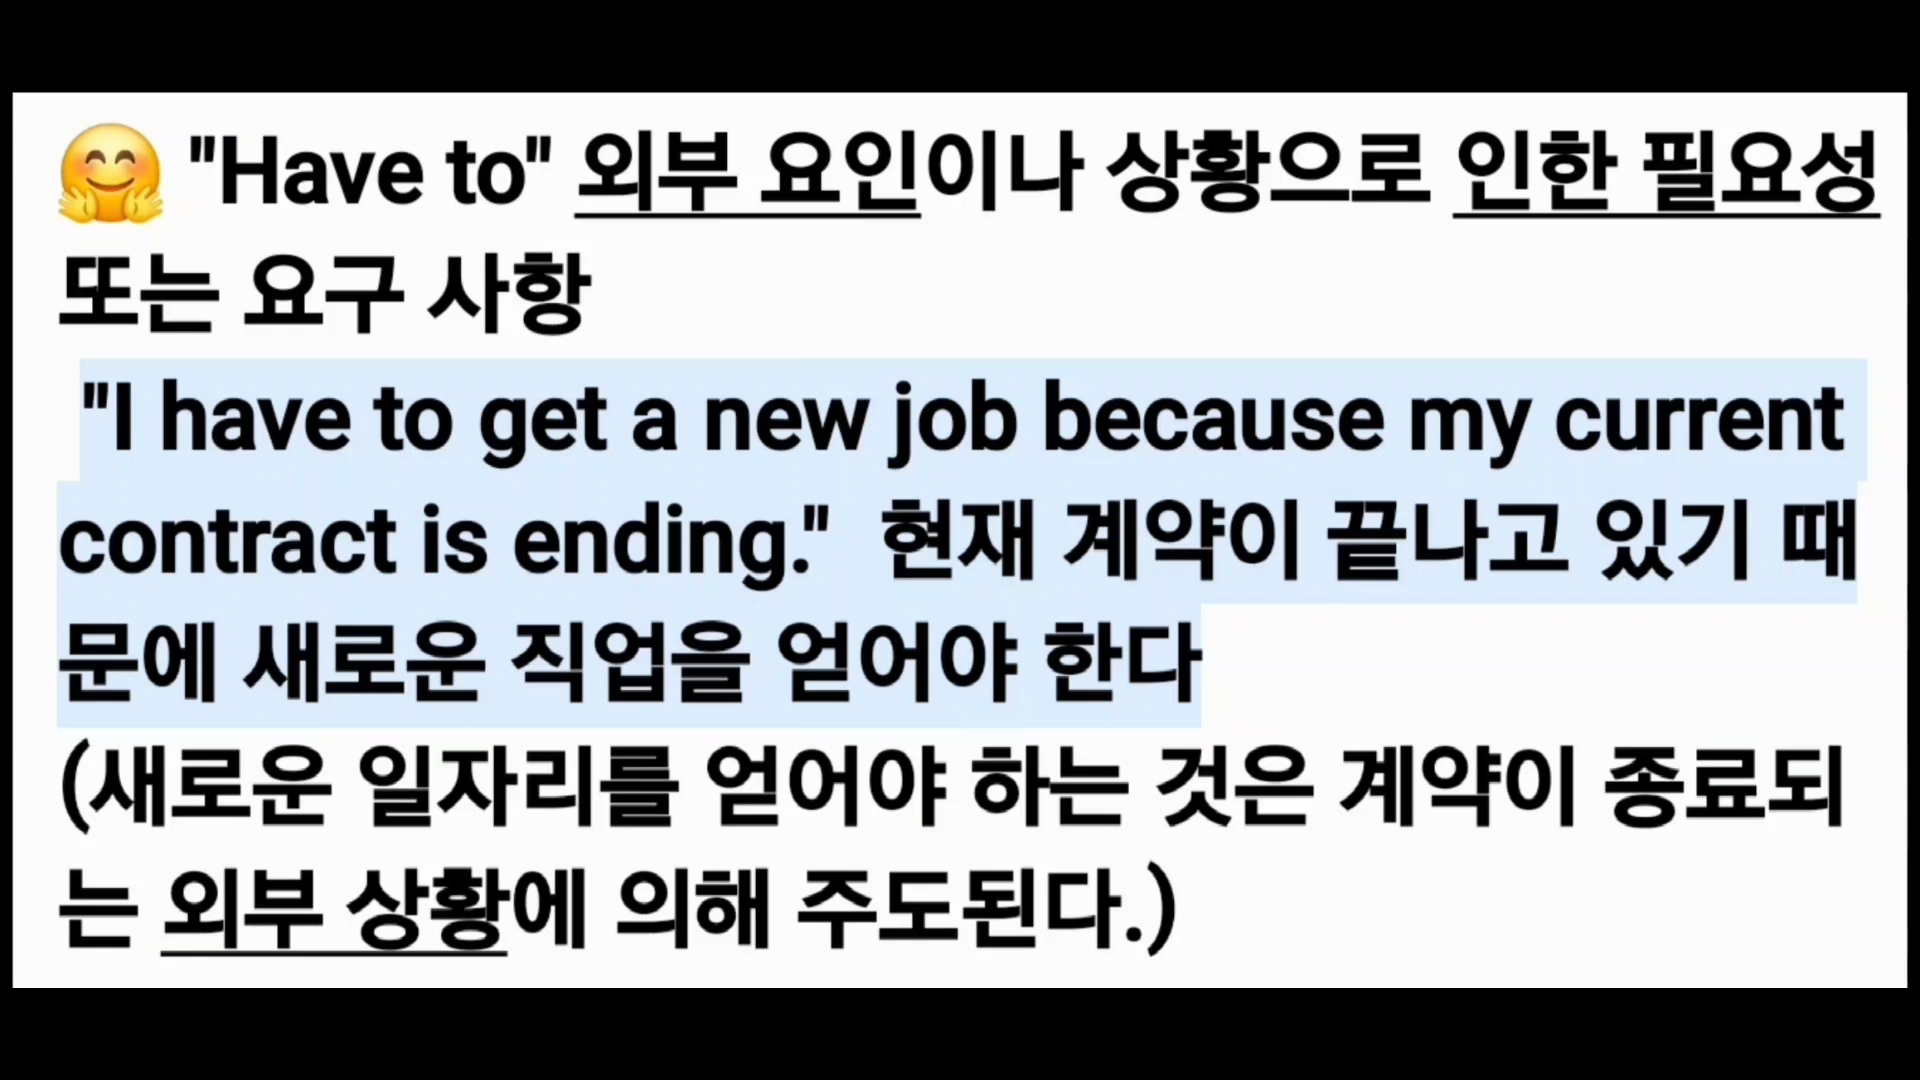 🤗 "Have to" 외부 요인이나 상황으로 인한 필요성
또는 요구 사항
"I have to get a new job because my current
contract is ending." 현재 계약이 끝나고 있기 때
문에 새로운 직업을 얻어야 한다
(새로운 일자리를 얻어야 하는 것은 계약이 종료되
는 외부 상황에 의해 주도된다.)